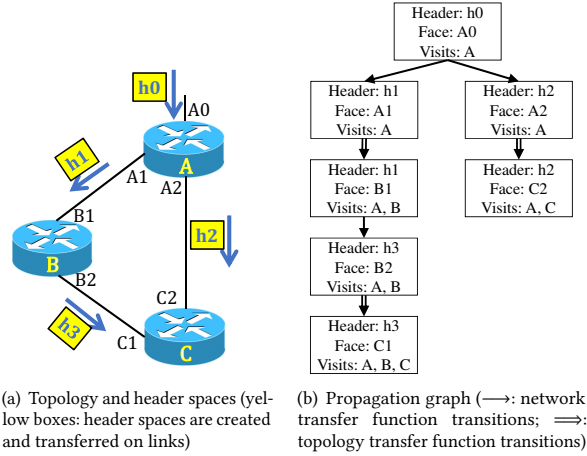 h0
A0
h1
A
A1
A2
B1
h2
B
B2
C2
h3
C1
C
Header: h0
Face: A0
Visits: A
Header: h1
Face: A1
Visits: A
Header: h2
Face: A2
Visits: A
Header: h1
Face: B1
Visits: A, B
Header: h2
Face: C2
Visits: A, C
Header: h3
Face: B2
Visits: A, B
Header: h3
Face: C1
Visits: A, B, C
(a) Topology and header spaces (yel-
low boxes: header spaces are created
and transferred on links)
(b) Propagation graph (⟶: network
transfer function transitions; ⟹:
topology transfer function transitions)